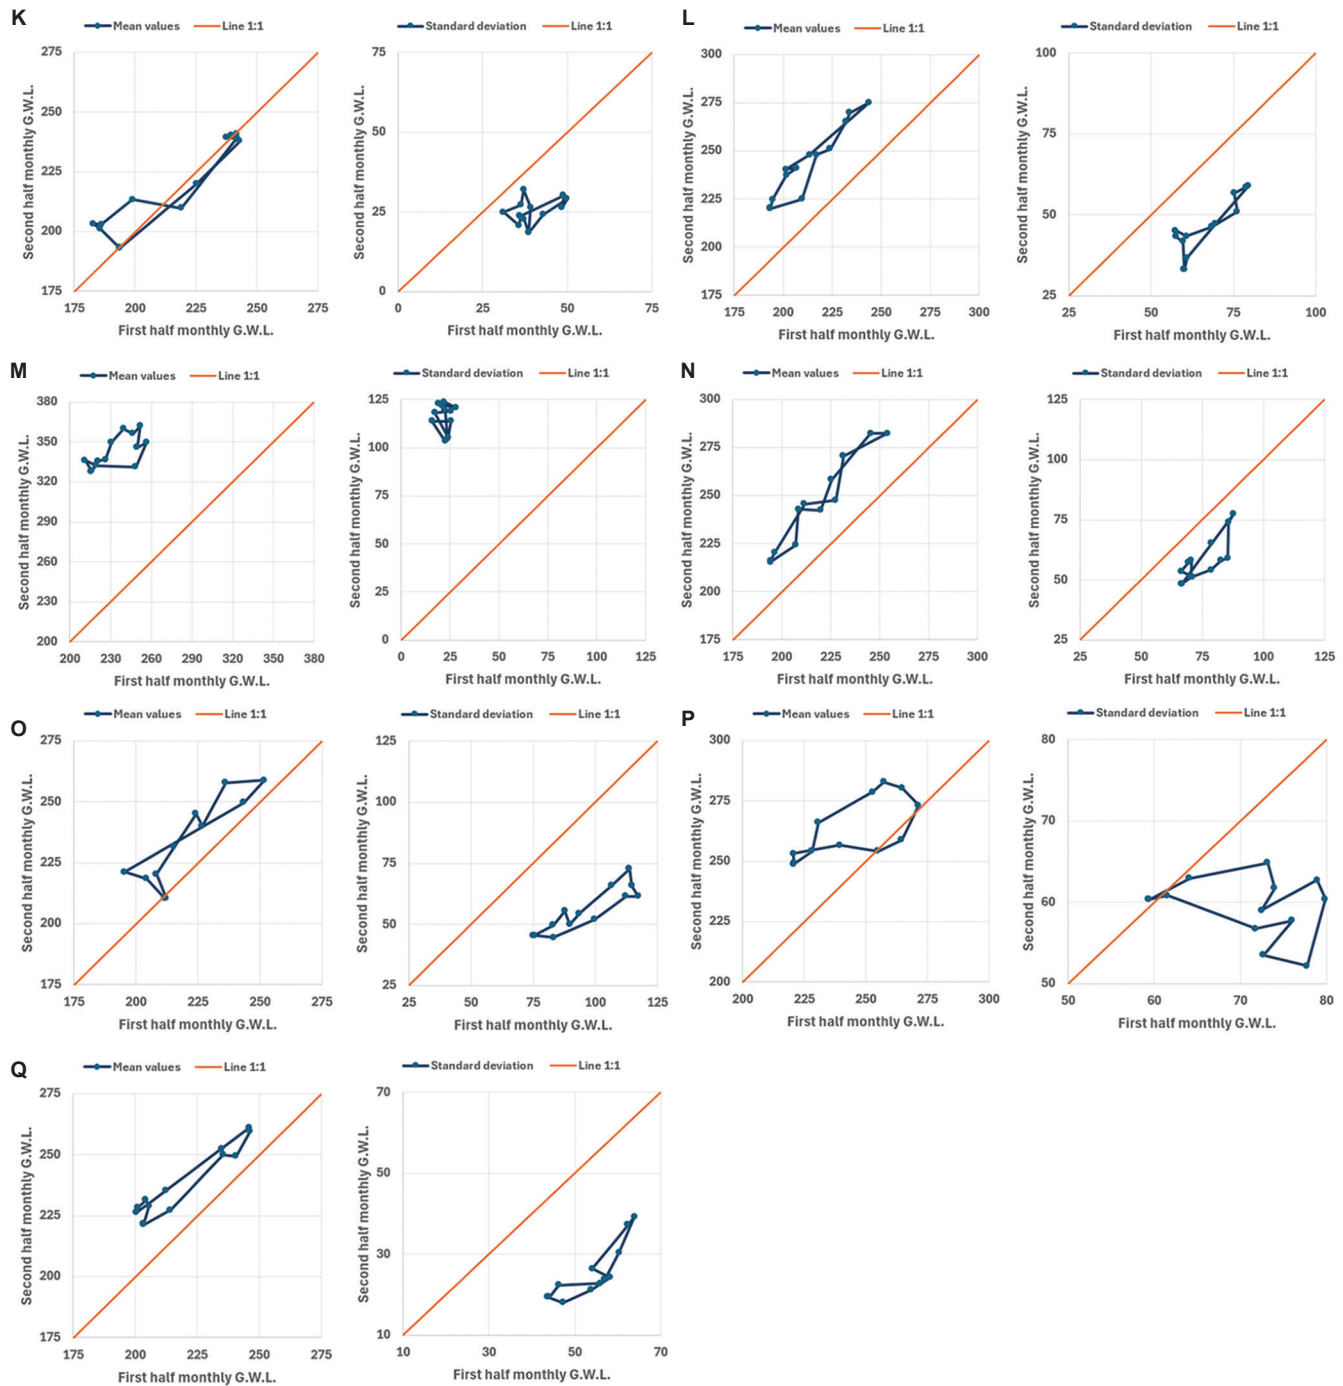 K
Mean values Line 1:1
275
250
225
200
175
175 200 225 250 275
Second half monthly G.W.L.
First half monthly G.W.L.
Standard deviation Line 1:1
75
50
25
0
0 25 50 75
Second half monthly G.W.L.
First half monthly G.W.L.
L
Mean values Line 1:1
300
275
250
225
200
175
175 200 225 250 275 300
Second half monthly G.W.L.
First half monthly G.W.L.
Standard deviation Line 1:1
100
75
50
25
25 50 75 100
Second half monthly G.W.L.
First half monthly G.W.L.
M
Mean values Line 1:1
380
350
320
290
260
230
200
200 230 260 290 320 350 380
Second half monthly G.W.L.
First half monthly G.W.L.
Standard deviation Line 1:1
125
100
75
50
25
0
0 25 50 75 100 125
Second half monthly G.W.L.
First half monthly G.W.L.
N
Mean values Line 1:1
300
275
250
225
200
175
175 200 225 250 275 300
Second half monthly G.W.L.
First half monthly G.W.L.
Standard deviation Line 1:1
125
100
75
50
25
25 50 75 100 125
Second half monthly G.W.L.
First half monthly G.W.L.
O
Mean values Line 1:1
275
250
225
200
175
175 200 225 250 275
Second half monthly G.W.L.
First half monthly G.W.L.
Standard deviation Line 1:1
125
100
75
50
25
25 50 75 100 125
Second half monthly G.W.L.
First half monthly G.W.L.
P
Mean values Line 1:1
300
275
250
225
200
200 225 250 275 300
Second half monthly G.W.L.
First half monthly G.W.L.
Standard deviation Line 1:1
80
70
60
50
50 60 70 80
Second half monthly G.W.L.
First half monthly G.W.L.
Q
Mean values Line 1:1
275
250
225
200
175
175 200 225 250 275
Second half monthly G.W.L.
First half monthly G.W.L.
Standard deviation Line 1:1
70
50
30
10
10 30 50 70
Second half monthly G.W.L.
First half monthly G.W.L.